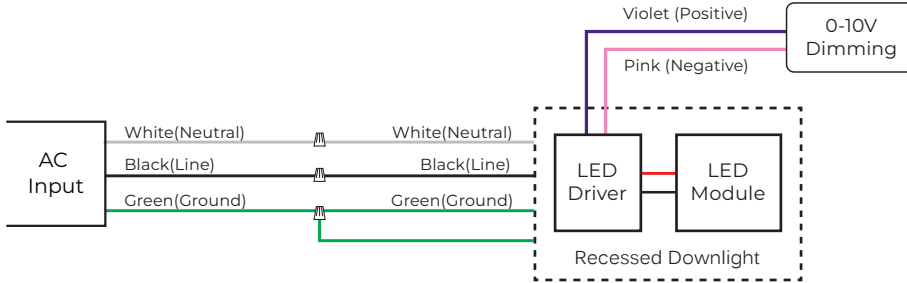 Violet (Positive)
0-10V
Dimming
Pink (Negative)
White(Neutral)
White(Neutral)
AC
Input
Black(Line)
Black(Line)
Green(Ground)
Green(Ground)
LED
Driver
LED
Module
Recessed Downlight